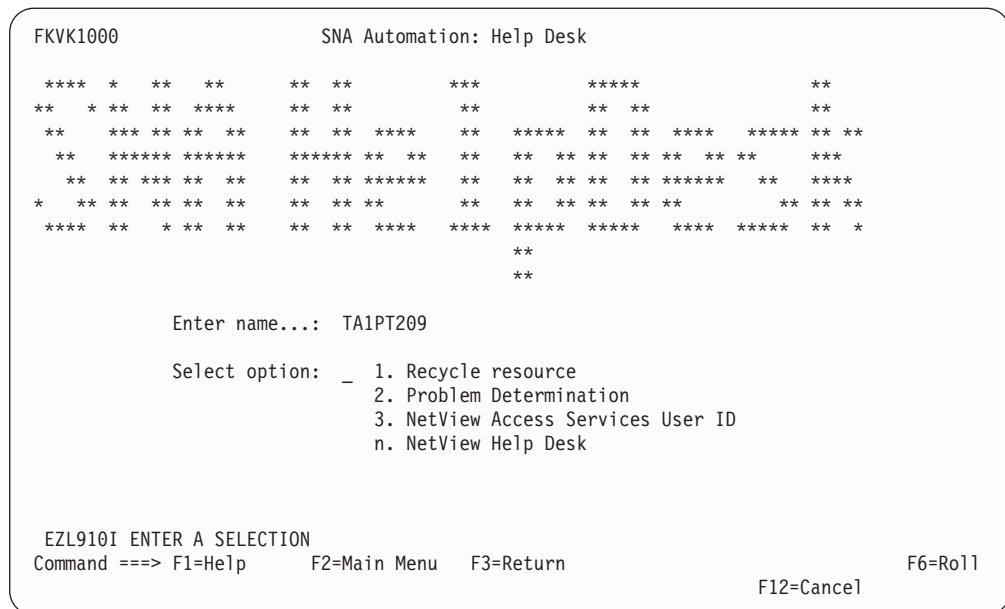 FKVK1000 SNA Automation: Help Desk
 ****  *   **   **      **  **         ***          *****                **
**   * **  **  ****     **  **          **          **  **               **
 **    *** ** **  **    **  **  ****    **   *****  **  **  ****   ***** ** **
  **   ****** ******    ****** **  **   **   **  ** **  ** **  ** **     ***
   **  ** *** **  **    **  ** ******   **   **  ** **  ** ******   **   ****
*   ** **  ** **  **    **  ** **       **   **  ** **  ** **         ** ** **
 ****  **   * **  **    **  **  ****   ****  *****  *****   ****  *****  **  *
                                             **
                                             **
Enter name...: TA1PT209
Select option: _ 1. Recycle resource
2. Problem Determination
3. NetView Access Services User ID
n. NetView Help Desk
EZL910I ENTER A SELECTION
Command ===> F1=Help F2=Main Menu F3=Return F6=Roll
F12=Cancel